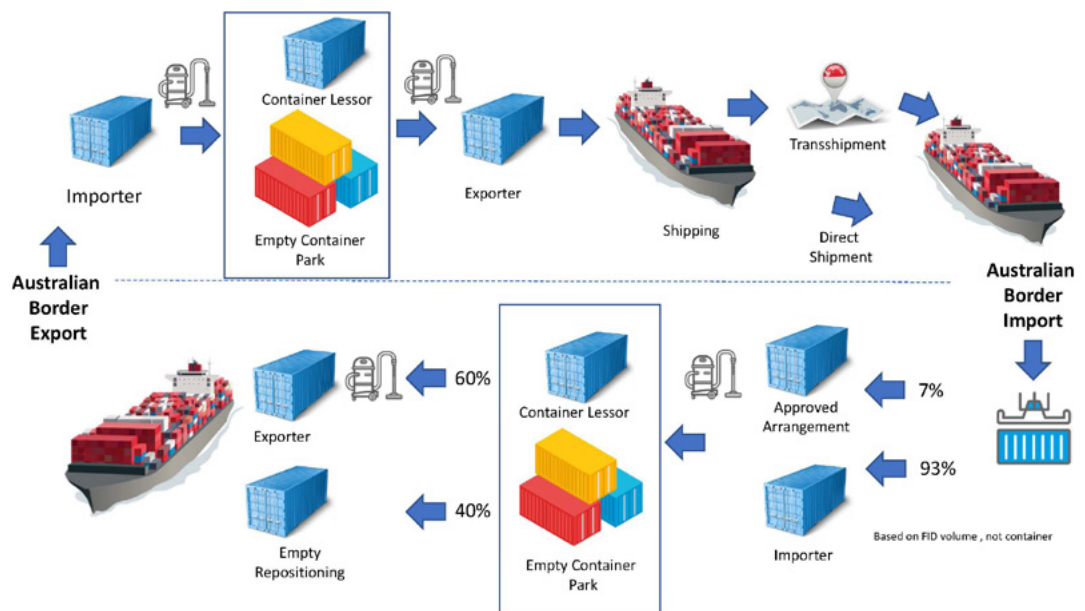 Container Lessor
Importer
Empty Container
Park
Exporter
Shipping
Transshipment
Direct
Shipment
Australian
Border
Export
Australian
Border
Import
Exporter
60%
Container Lessor
Approved
Arrangement
7%
Empty
Repositioning
40%
Empty Container
Park
Importer
93%
Based on FID volume , not container